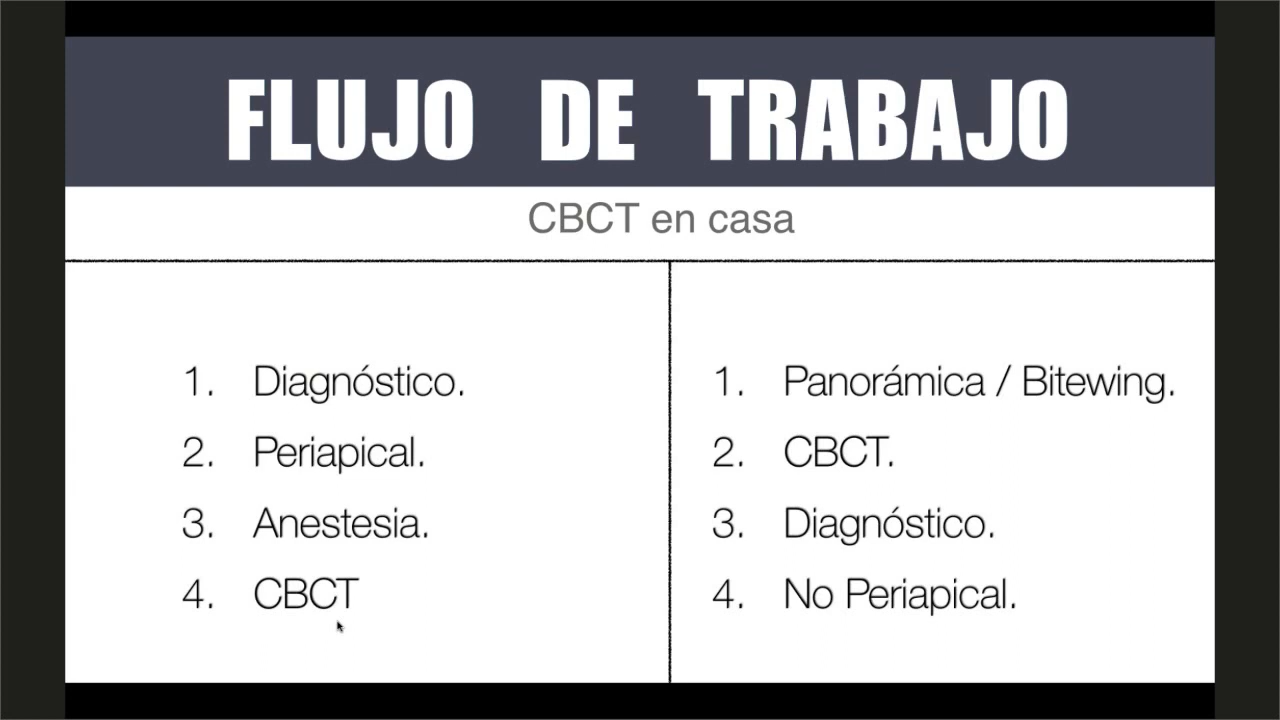 FLUJO DE TRABAJO
CBCT en casa
1. Diagnóstico.
2. Periapical.
3. Anestesia.
4. CBCT
1. Panorámica / Bitewing.
2. CBCT.
3. Diagnóstico.
4. No Periapical.